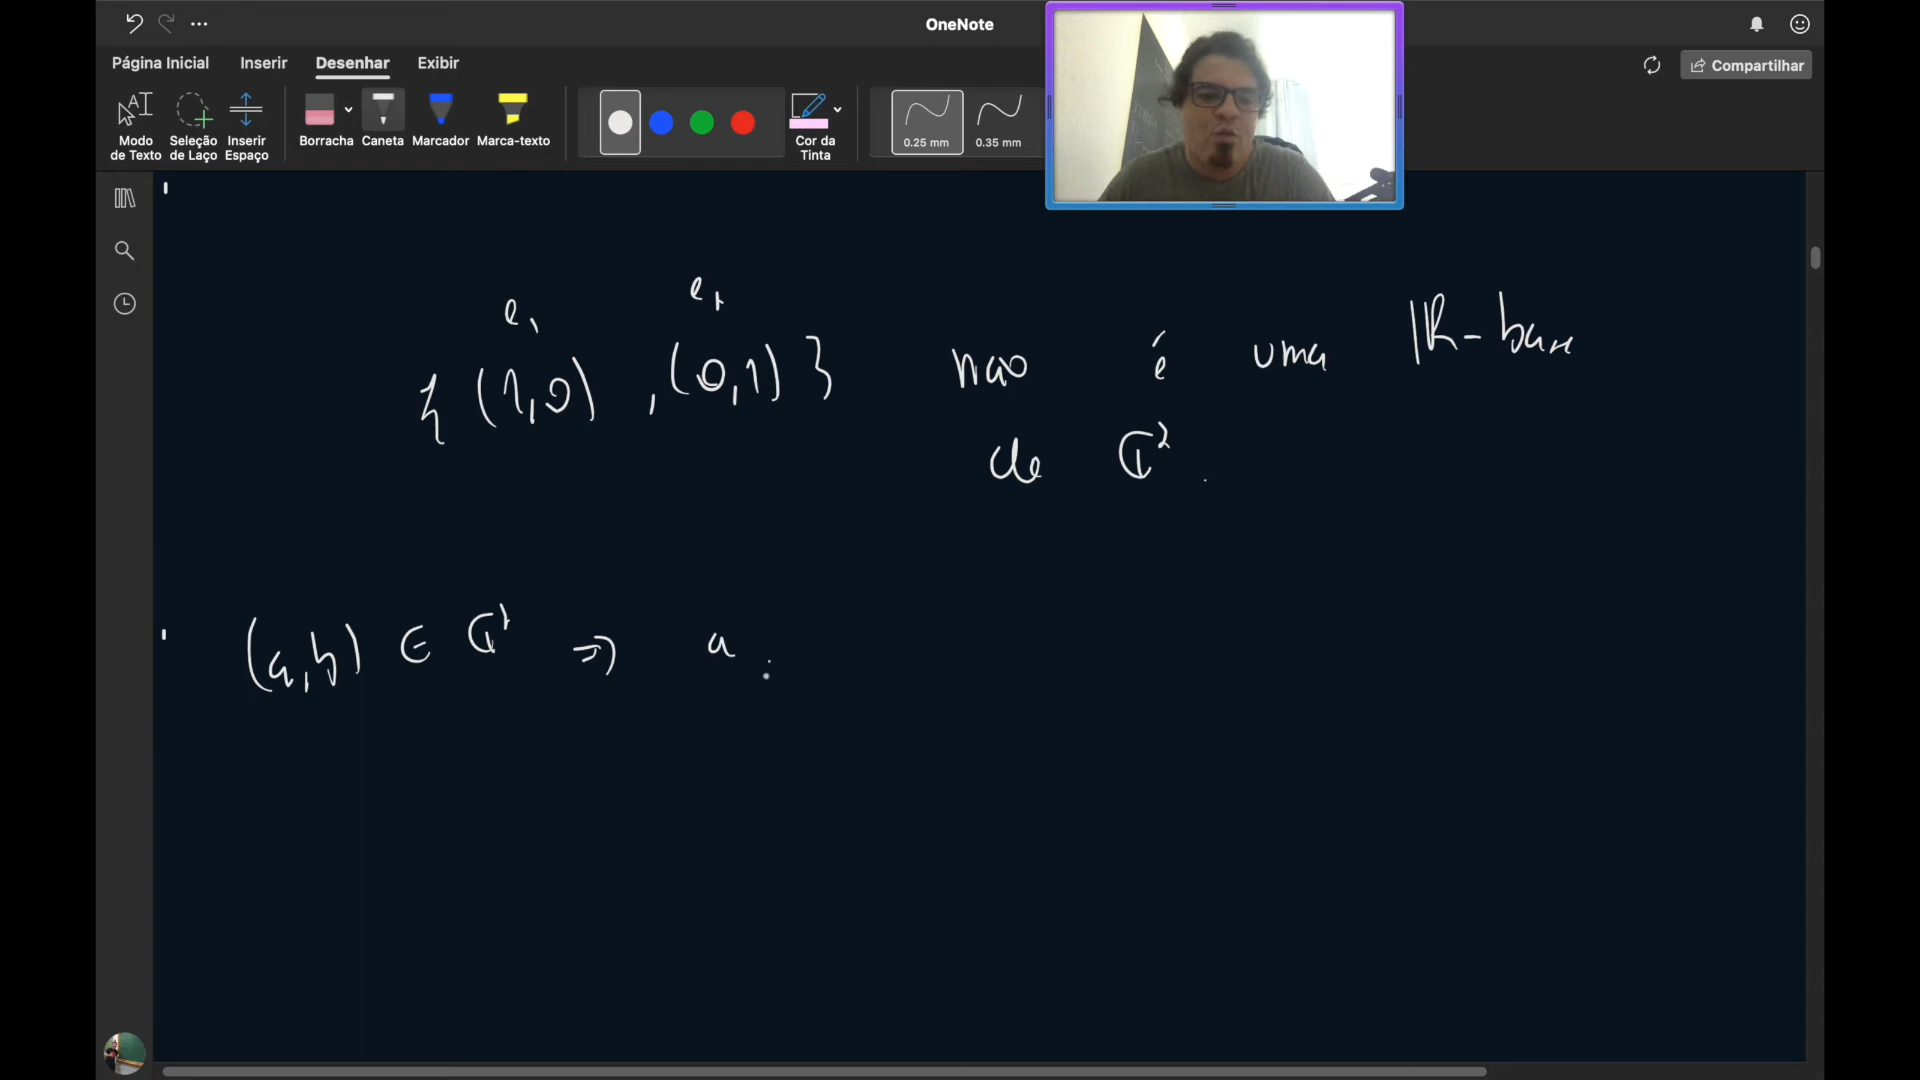 OneNote
Página Inicial Inserir Desenhar Exibir
Compartilhar
Modo de Texto
Seleção de Laço
Inserir Espaço
Borracha
Caneta
Marcador
Marca-texto
Cor da Tinta
0.25 mm
0.35 mm
e₁ e₂
{ (1,0) , (0,1) } não é uma ℝ-base
de ℂ² .
(a,b) ∈ ℂ² ⇒ a